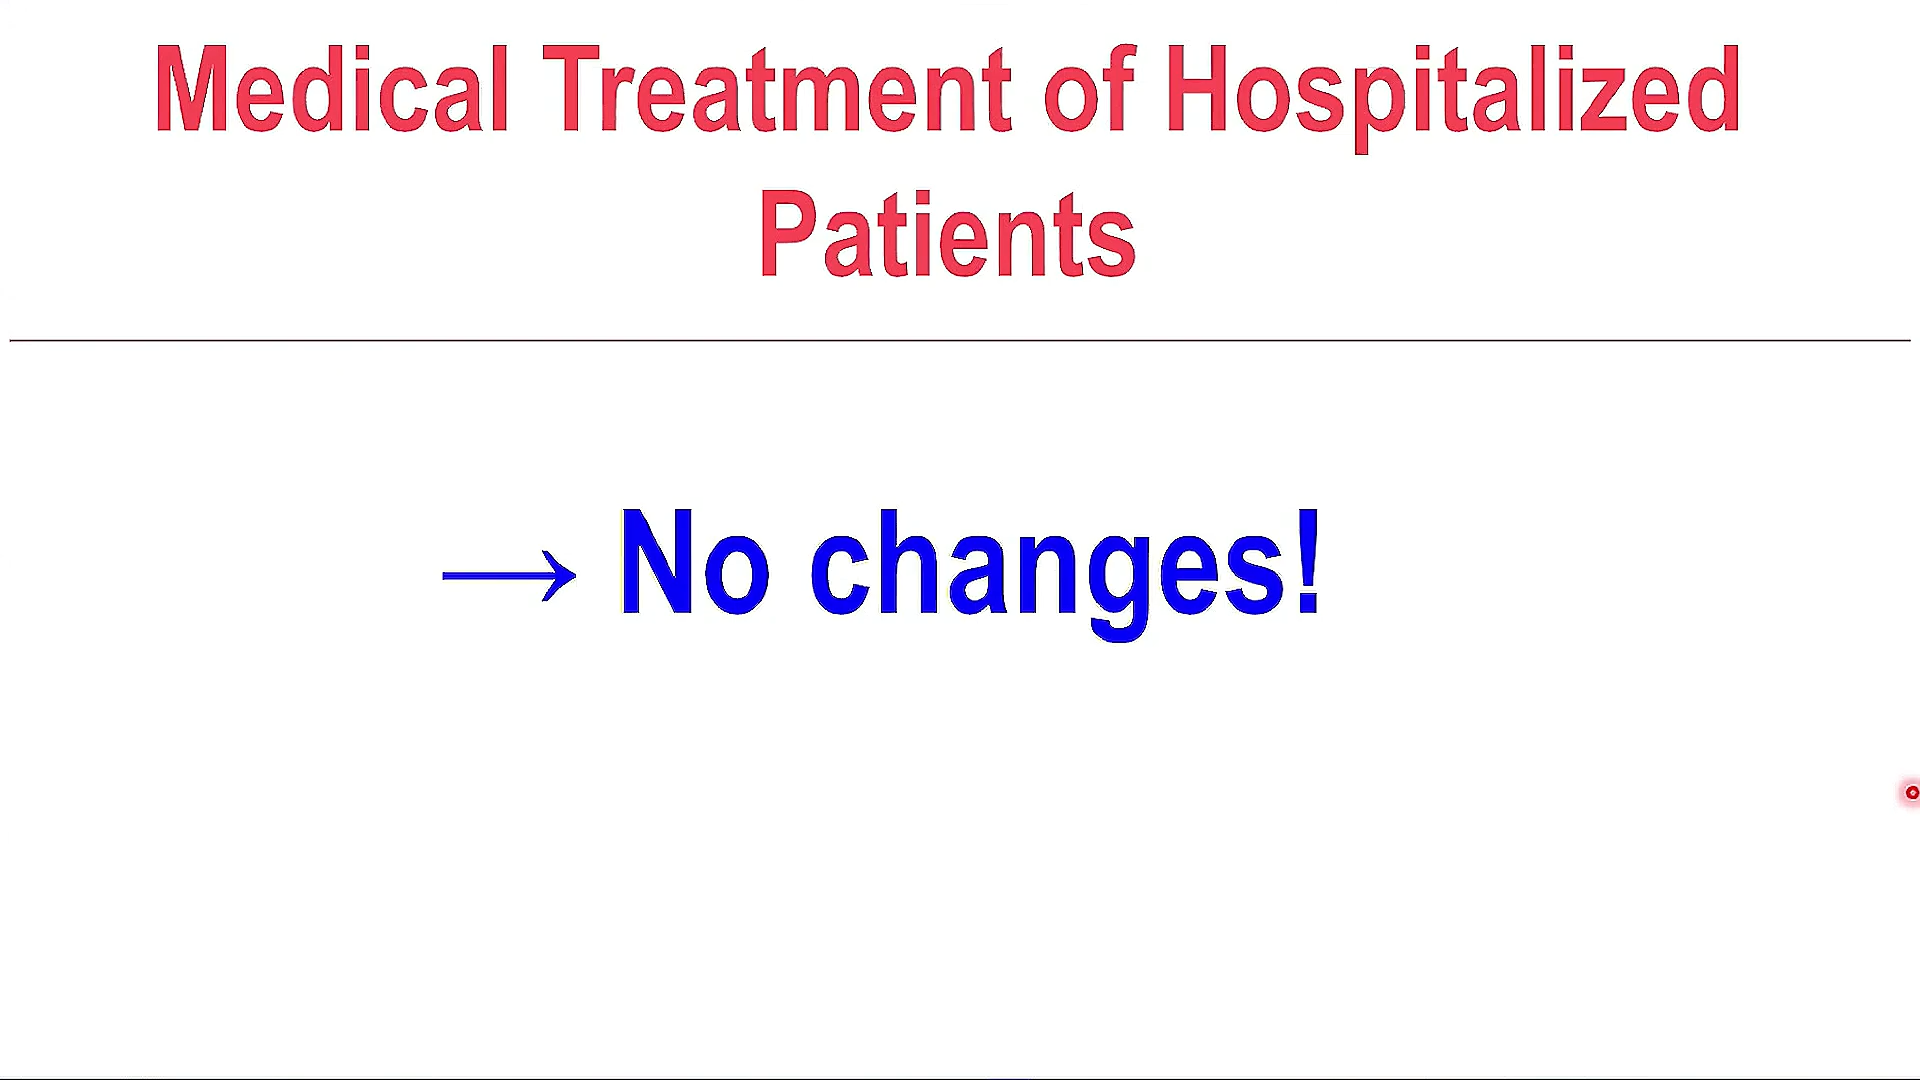 Medical Treatment of Hospitalized
Patients
→ No changes!